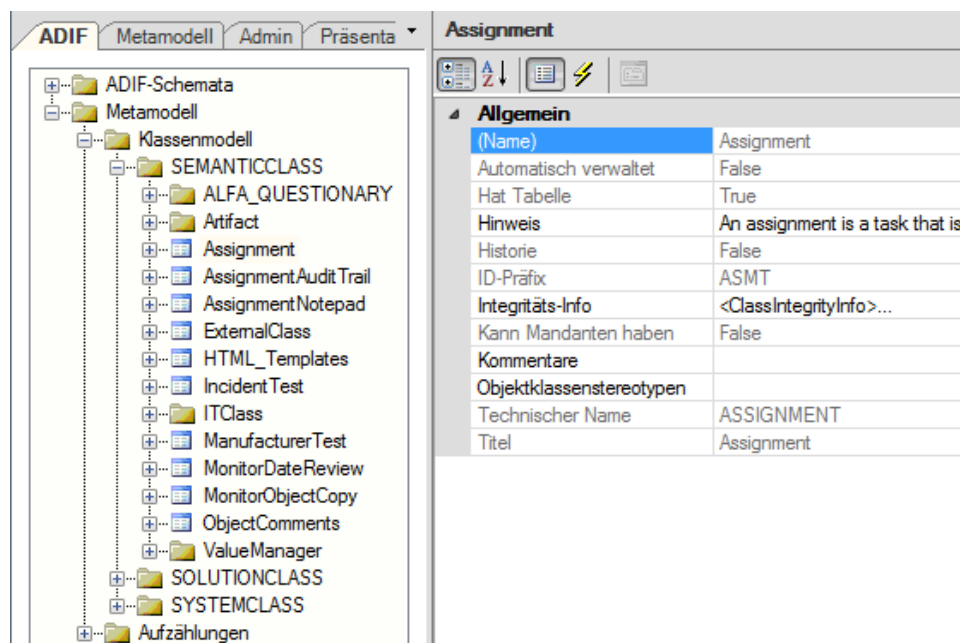 ADIF Metamodell Admin Präsenta
ADIF-Schemata
Metamodell
Klassenmodell
SEMANTICCLASS
ALFA_QUESTIONARY
Artifact
Assignment
AssignmentAuditTrail
AssignmentNotepad
ExternalClass
HTML_Templates
IncidentTest
ITClass
ManufacturerTest
MonitorDateReview
MonitorObjectCopy
ObjectComments
ValueManager
SOLUTIONCLASS
SYSTEMCLASS
Aufzählungen
Assignment
Allgemein
(Name) Assignment
Automatisch verwaltet False
Hat Tabelle True
Hinweis An assignment is a task that is
Historie False
ID-Präfix ASMT
Integritäts-Info <ClassIntegrityInfo>...
Kann Mandanten haben False
Kommentare
Objektklassenstereotypen
Technischer Name ASSIGNMENT
Titel Assignment